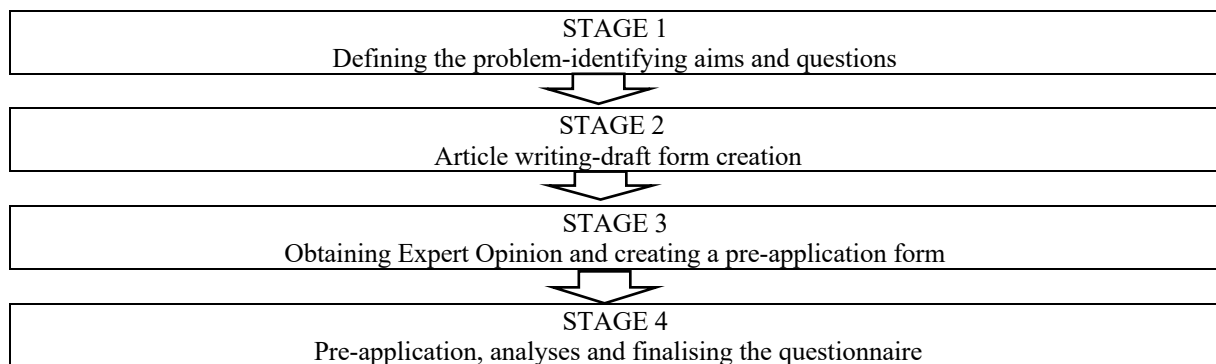 STAGE 1
Defining the problem-identifying aims and questions
STAGE 2
Article writing-draft form creation
STAGE 3
Obtaining Expert Opinion and creating a pre-application form
STAGE 4
Pre-application, analyses and finalising the questionnaire